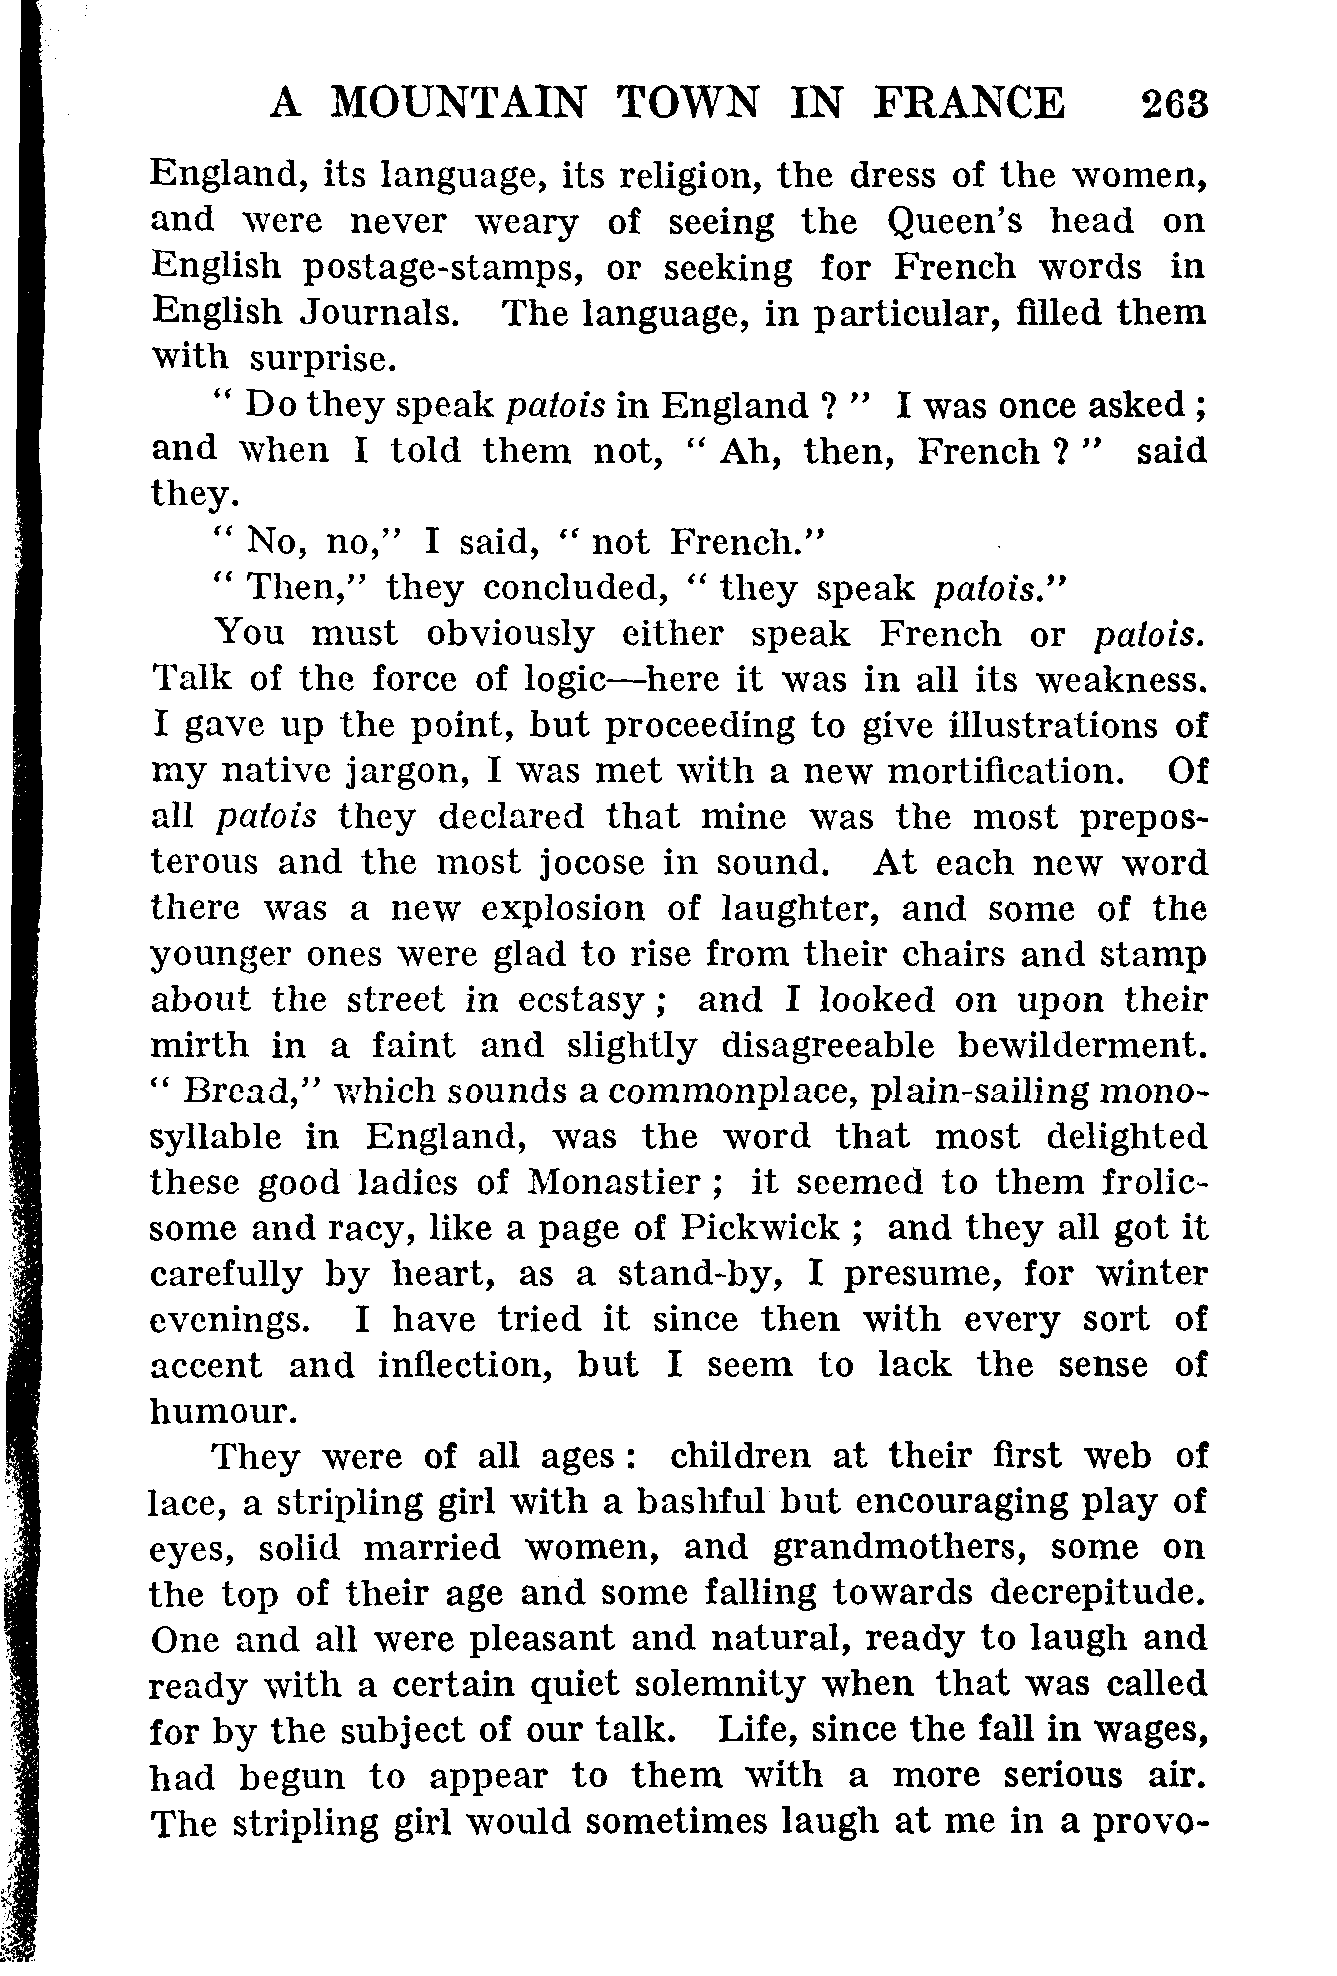 A MOUNTAIN TOWN IN FRANCE 263
England, its language, its religion, the dress of the women,
and were never weary of seeing the Queen's head on
English postage-stamps, or seeking for French words in
English Journals. The language, in particular, filled them
with surprise.
" Do they speak patois in England ? " I was once asked ;
and when I told them not, " Ah, then, French ? " said
they.
" No, no," I said, " not French."
" Then," they concluded, " they speak patois."
You must obviously either speak French or patois.
Talk of the force of logic—here it was in all its weakness.
I gave up the point, but proceeding to give illustrations of
my native jargon, I was met with a new mortification. Of
all patois they declared that mine was the most prepos-
terous and the most jocose in sound. At each new word
there was a new explosion of laughter, and some of the
younger ones were glad to rise from their chairs and stamp
about the street in ecstasy ; and I looked on upon their
mirth in a faint and slightly disagreeable bewilderment.
" Bread," which sounds a commonplace, plain-sailing mono-
syllable in England, was the word that most delighted
these good ladies of Monastier ; it seemed to them frolic-
some and racy, like a page of Pickwick ; and they all got it
carefully by heart, as a stand-by, I presume, for winter
evenings. I have tried it since then with every sort of
accent and inflection, but I seem to lack the sense of
humour.
They were of all ages : children at their first web of
lace, a stripling girl with a bashful but encouraging play of
eyes, solid married women, and grandmothers, some on
the top of their age and some falling towards decrepitude.
One and all were pleasant and natural, ready to laugh and
ready with a certain quiet solemnity when that was called
for by the subject of our talk. Life, since the fall in wages,
had begun to appear to them with a more serious air.
The stripling girl would sometimes laugh at me in a provo-